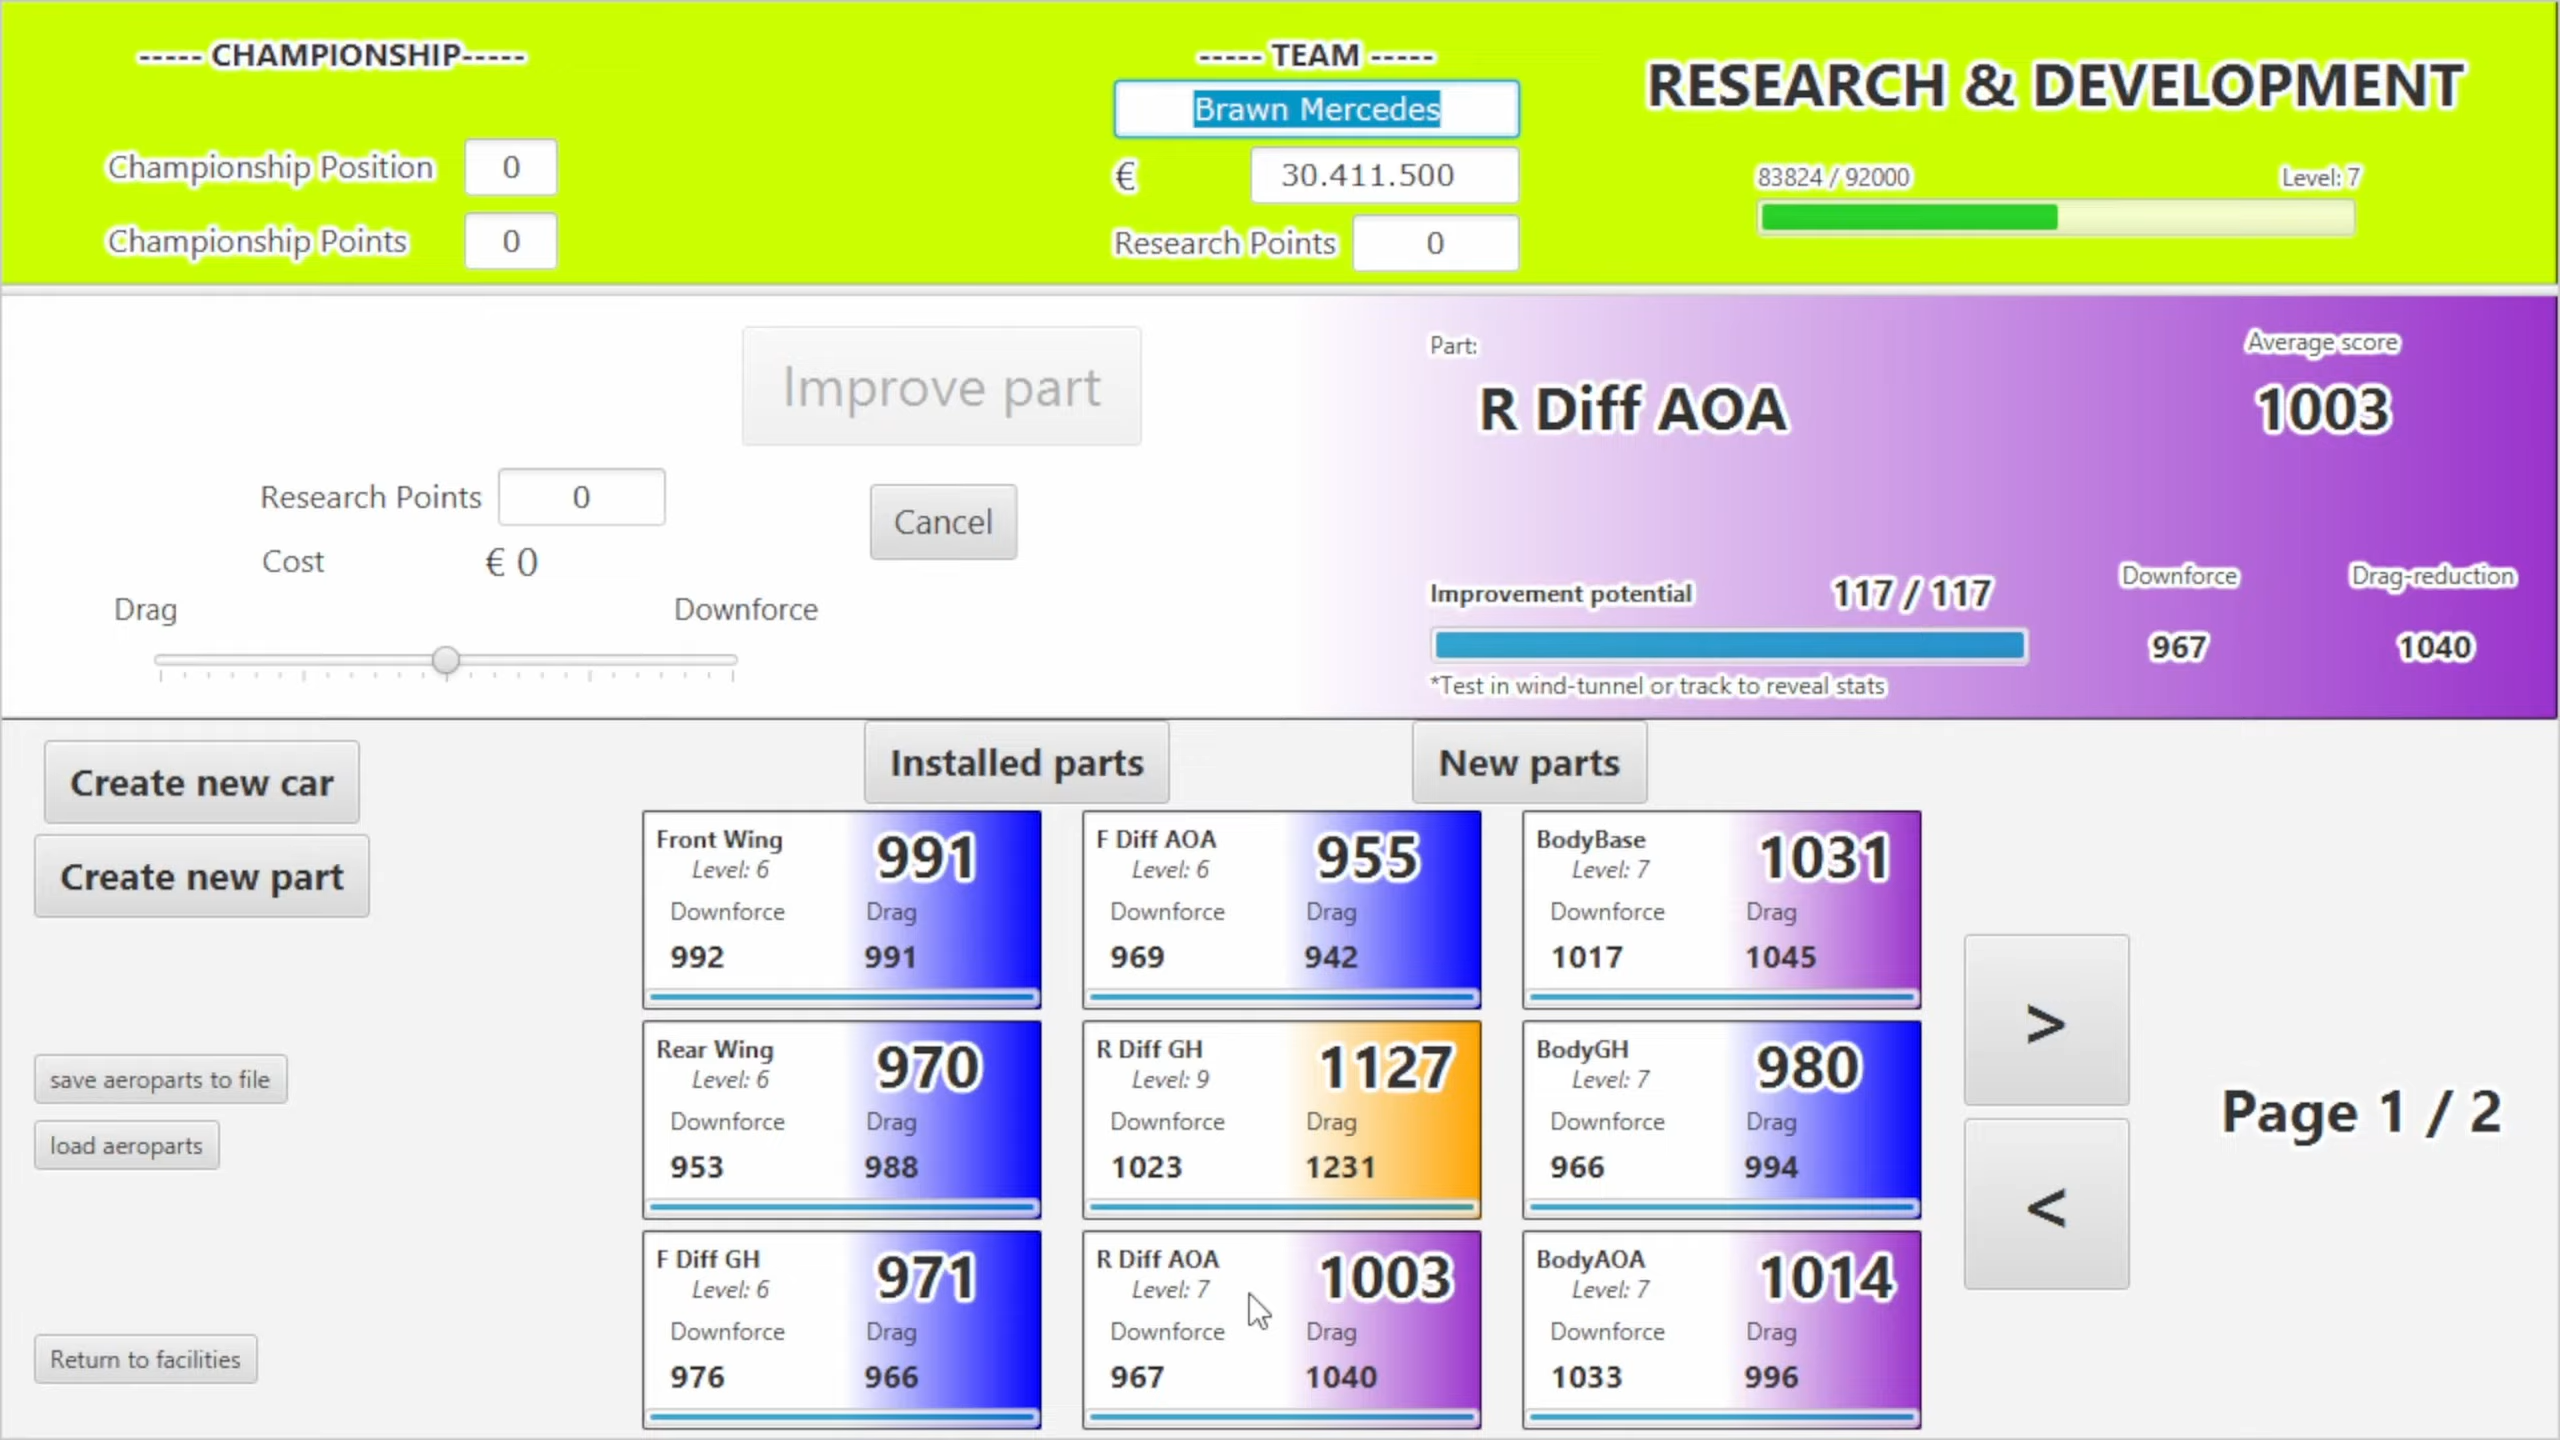 ----- CHAMPIONSHIP-----
Championship Position 0
Championship Points 0
----- TEAM -----
Brawn Mercedes
€ 30.411.500
Research Points 0
RESEARCH & DEVELOPMENT
83824 / 92000 Level: 7
Improve part
Research Points 0
Cancel
Cost € 0
Drag Downforce
Part:
R Diff AOA
Average score
1003
Improvement potential 117 / 117
*Test in wind-tunnel or track to reveal stats
Downforce Drag-reduction
967 1040
Create new car
Create new part
save aeroparts to file
load aeroparts
Return to facilities
Installed parts
New parts
Front Wing 991
Level: 6
Downforce Drag
992 991
F Diff AOA 955
Level: 6
Downforce Drag
969 942
BodyBase 1031
Level: 7
Downforce Drag
1017 1045
Rear Wing 970
Level: 6
Downforce Drag
953 988
R Diff GH 1127
Level: 9
Downforce Drag
1023 1231
BodyGH 980
Level: 7
Downforce Drag
966 994
F Diff GH 971
Level: 6
Downforce Drag
976 966
R Diff AOA 1003
Level: 7
Downforce Drag
967 1040
BodyAOA 1014
Level: 7
Downforce Drag
1033 996
>
<
Page 1 / 2